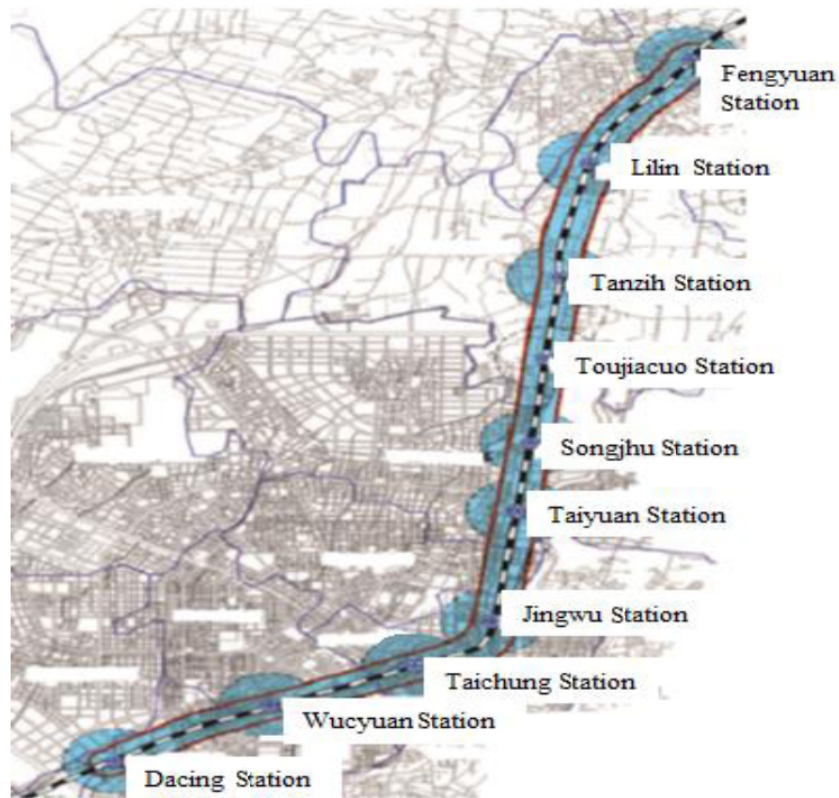 Fengyuan
Station
Lilin Station
Tanzih Station
Toujiacuo Station
Songjhu Station
Taiyuan Station
Jingwu Station
Taichung Station
Wucyuan Station
Dacing Station